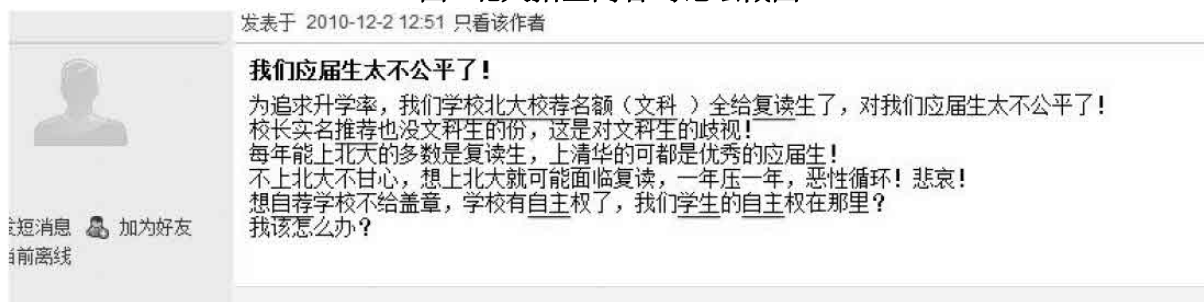 发表于 2010-12-2 12:51 只看该作者
我们应届生太不公平了!
为追求升学率，我们学校北大校荐名额（文科 ）全给复读生了，对我们应届生太不公平了!
校长实名推荐也没文科生的份，这是对文科生的歧视!
每年能上北大的多数是复读生，上清华的可都是优秀的应届生!
不上北大不甘心，想上北大就可能面临复读，一年压一年，恶性循环! 悲哀!
想自荐学校不给盖章，学校有自主权了，我们学生的自主权在那里?
我该怎么办?
短消息 加为好友
前离线